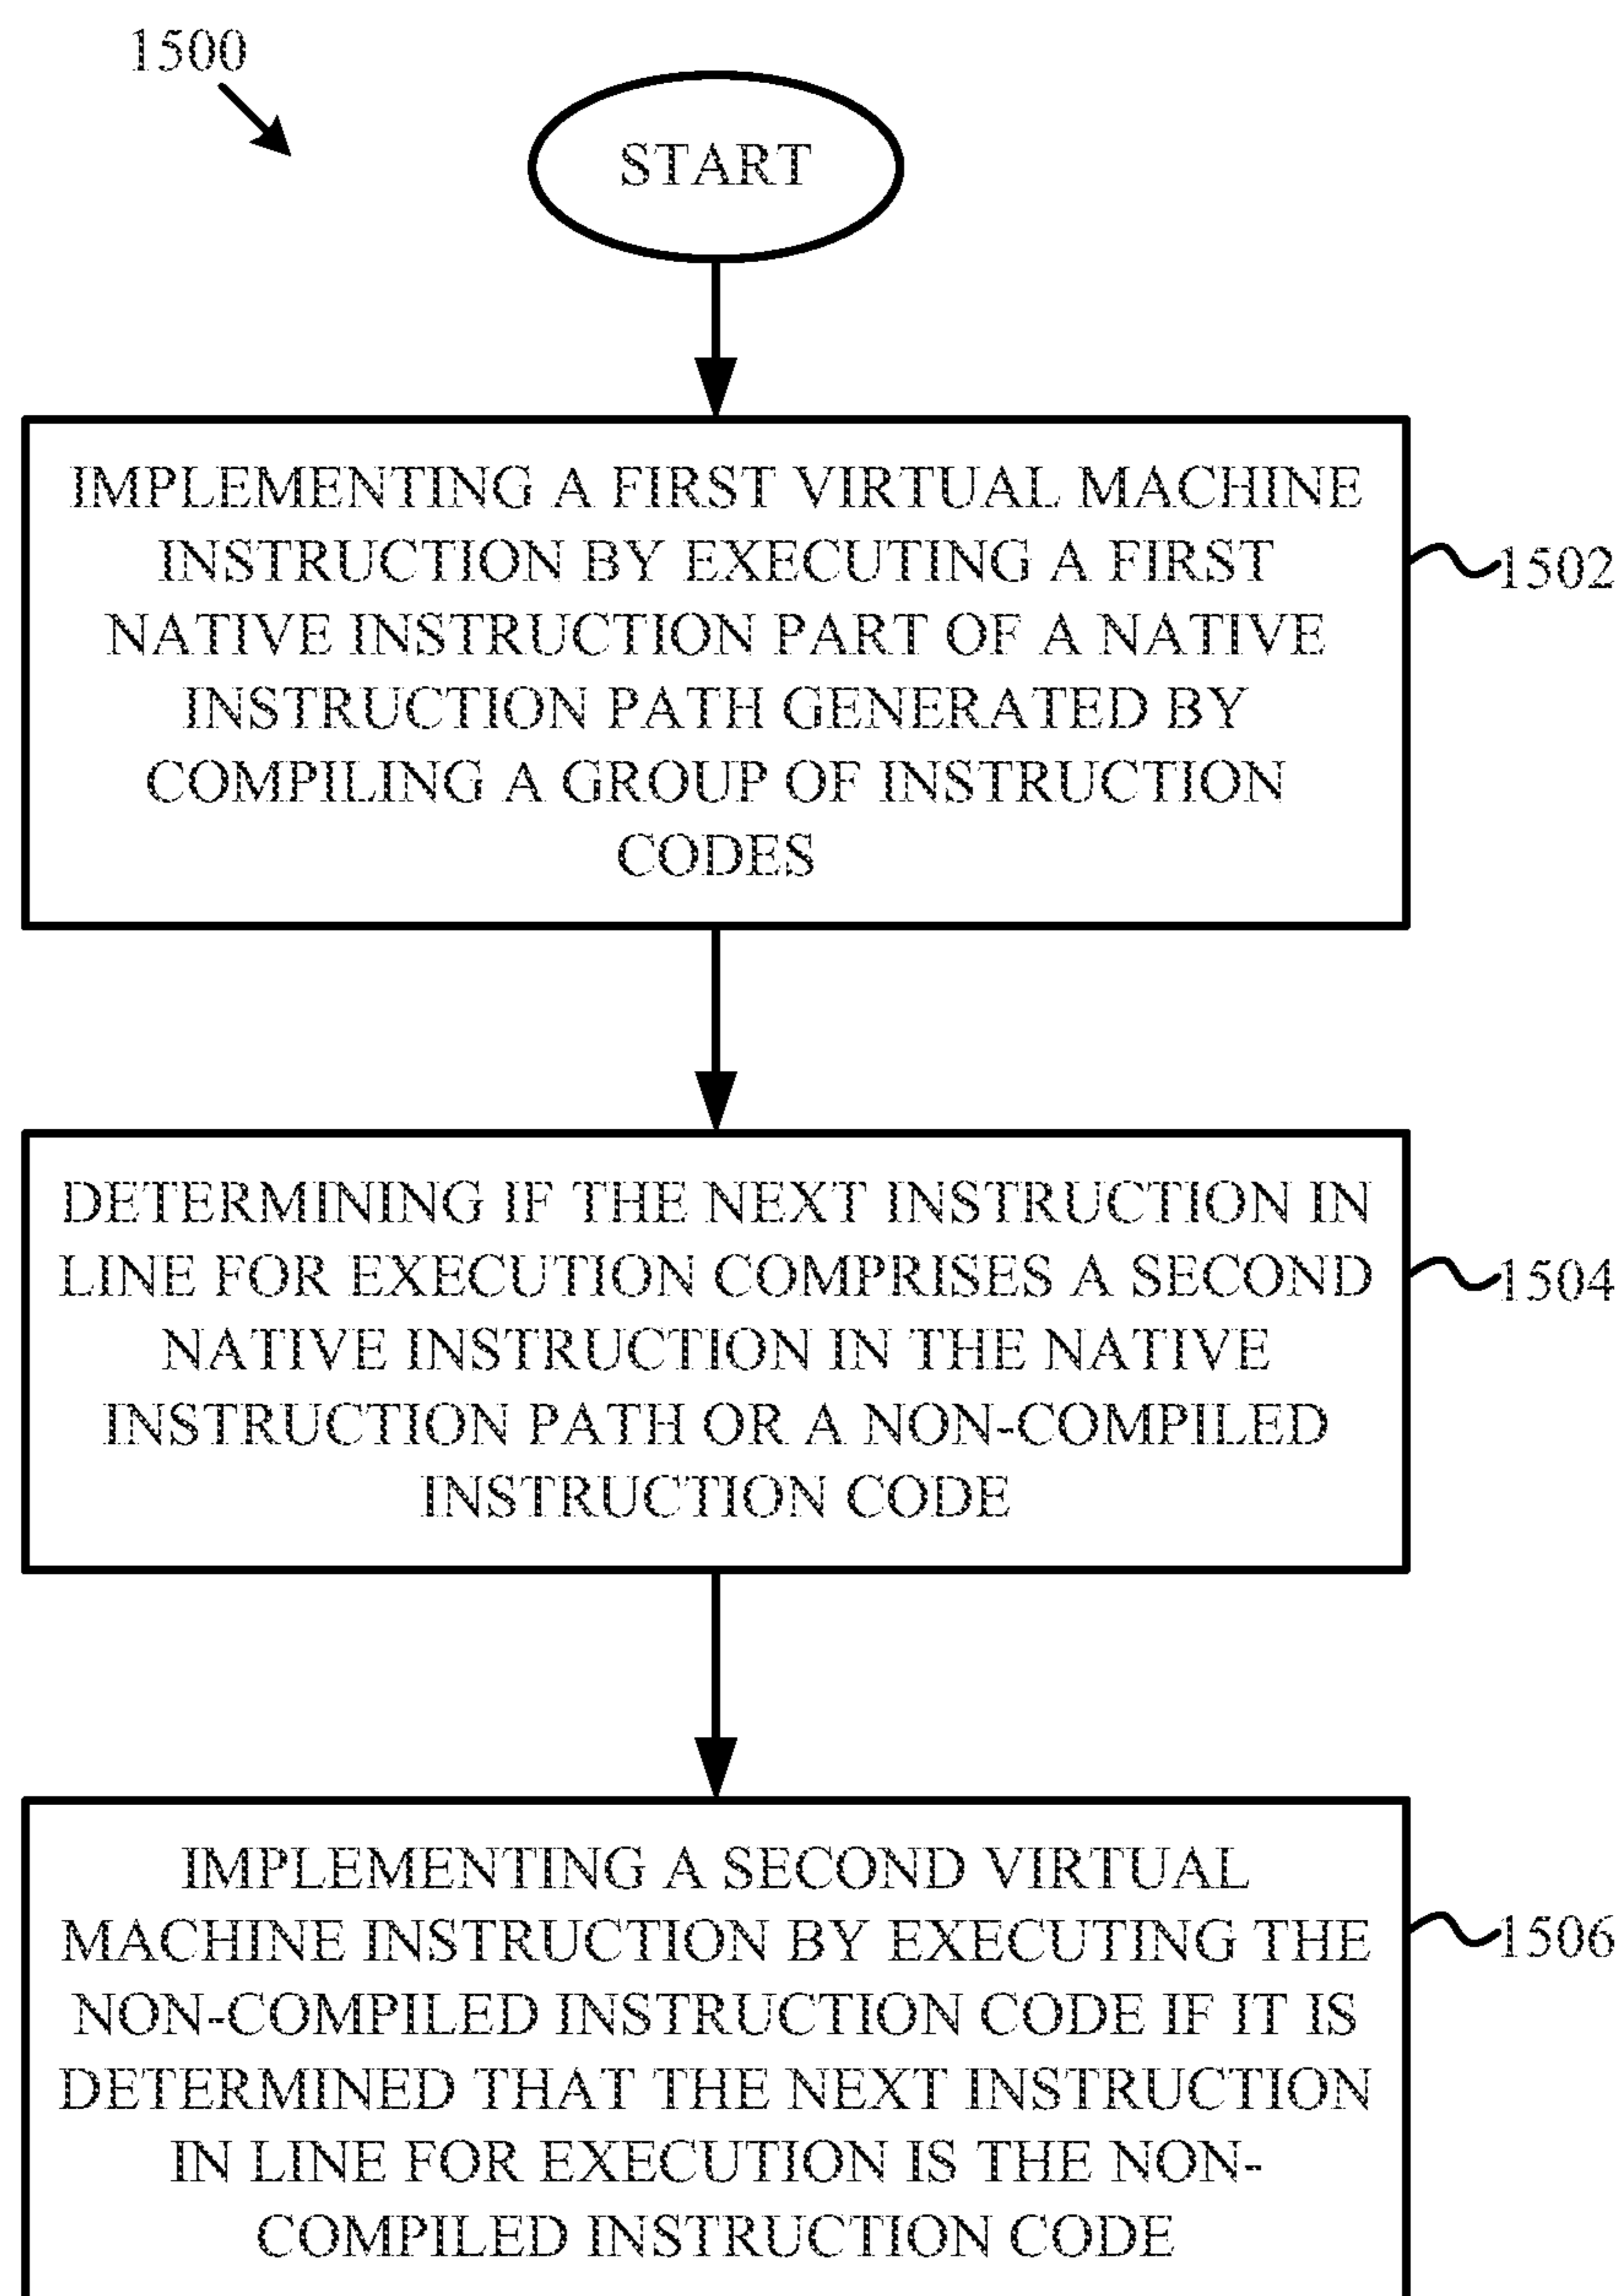 1500
START
IMPLEMENTING A FIRST VIRTUAL MACHINE
INSTRUCTION BY EXECUTING A FIRST
NATIVE INSTRUCTION PART OF A NATIVE
INSTRUCTION PATH GENERATED BY
COMPILING A GROUP OF INSTRUCTION
CODES
1502
DETERMINING IF THE NEXT INSTRUCTION IN
LINE FOR EXECUTION COMPRISES A SECOND
NATIVE INSTRUCTION IN THE NATIVE
INSTRUCTION PATH OR A NON-COMPILED
INSTRUCTION CODE
1504
IMPLEMENTING A SECOND VIRTUAL
MACHINE INSTRUCTION BY EXECUTING THE
NON-COMPILED INSTRUCTION CODE IF IT IS
DETERMINED THAT THE NEXT INSTRUCTION
IN LINE FOR EXECUTION IS THE NON-
COMPILED INSTRUCTION CODE
1506